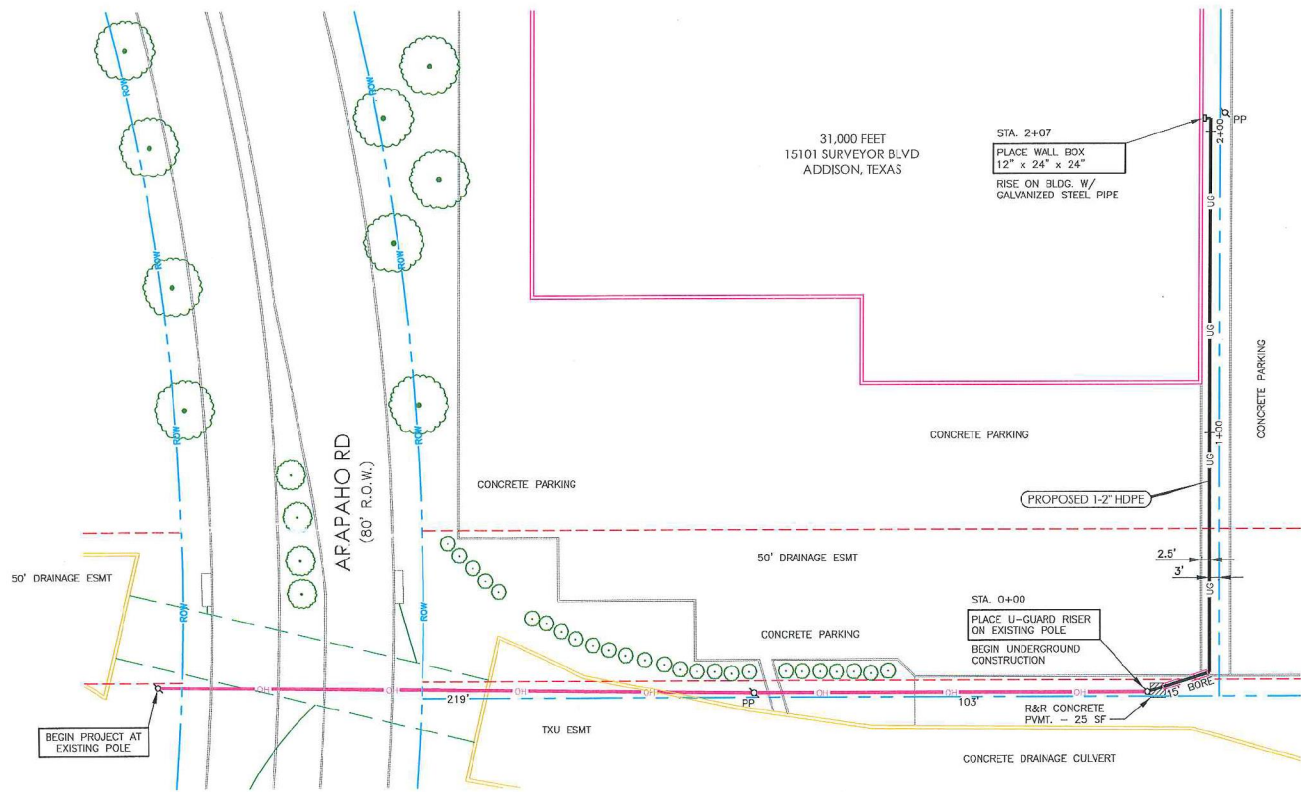 ROW
ROW
31,000 FEET
15101 SURVEYOR BLVD
ADDISON, TEXAS
STA. 2+07
PLACE WALL BOX
12" x 24" x 24"
RISE ON BLDG. W/
GALVANIZED STEEL PIPE
2+00
PP
UG
ROW
ROW
UG
CONCRETE PARKING
ROW
ROW
ARAPAHO RD
(80' R.O.W.)
CONCRETE PARKING
1+00
UG
CONCRETE PARKING
PROPOSED 1-2" HDPE
50' DRAINAGE ESMT
50' DRAINAGE ESMT
2.5'
3'
UG
ROW
ROW
STA. 0+00
PLACE U-GUARD RISER
ON EXISTING POLE
BEGIN UNDERGROUND
CONSTRUCTION
CONCRETE PARKING
OH
OH
OH
OH
OH
OH
OH
219'
PP
103'
15' BORE
R&R CONCRETE
PVMT. - 25 SF
BEGIN PROJECT AT
EXISTING POLE
TXU ESMT
CONCRETE DRAINAGE CULVERT